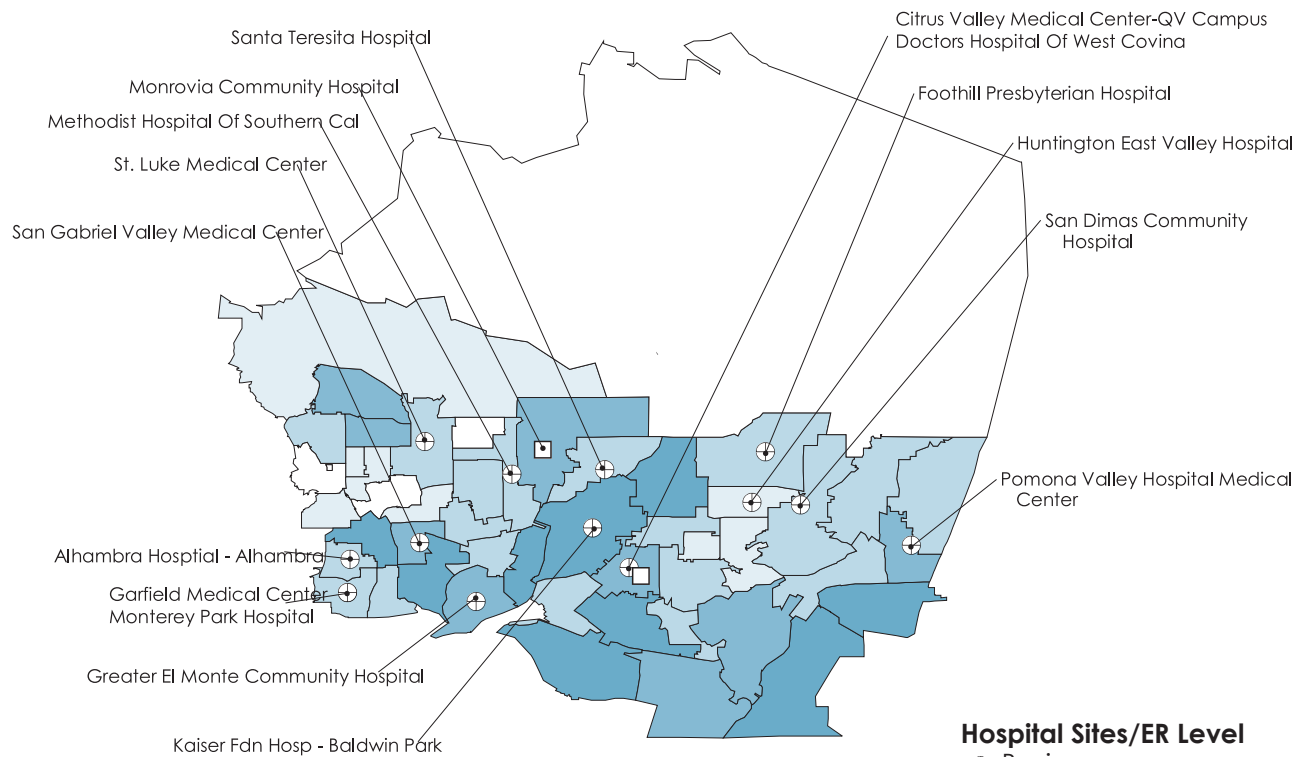 Citrus Valley Medical Center-QV Campus
Doctors Hospital Of West Covina
Santa Teresita Hospital
Monrovia Community Hospital
Foothill Presbyterian Hospital
Methodist Hospital Of Southern Cal
Huntington East Valley Hospital
St. Luke Medical Center
San Dimas Community
Hospital
San Gabriel Valley Medical Center
Pomona Valley Hospital Medical
Center
Alhambra Hosptial - Alhambra
Garfield Medical Center
Monterey Park Hospital
Greater El Monte Community Hospital
Kaiser Fdn Hosp - Baldwin Park
Hospital Sites/ER Level